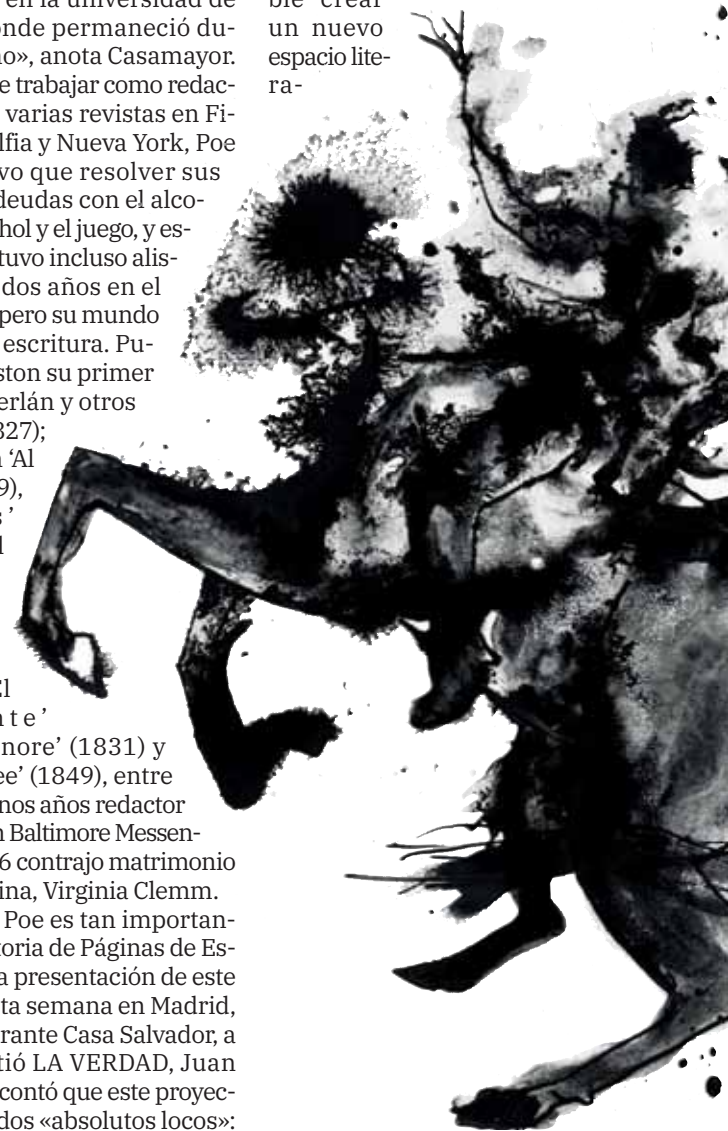 en la universidad de
onde permaneció du-
no», anota Casamayor.
e trabajar como redac-
varias revistas en Fi-
lfia y Nueva York, Poe
vo que resolver sus
deudas con el alco-
hol y el juego, y es-
tuvo incluso alis-
dos años en el
pero su mundo
escritura. Pu-
ston su primer
erlán y otros
327);
‘Al
9),
s ’
l
El
nte’
nore’ (1831) y
ee’ (1849), entre
nos años redactor
n Baltimore Messen-
6 contrajo matrimonio
ina, Virginia Clemm.
Poe es tan importan-
toria de Páginas de Es-
a presentación de este
ta semana en Madrid,
rante Casa Salvador, a
tió LA VERDAD, Juan
contó que este proyec-
dos «absolutos locos»:
ble crear
un nuevo
espacio lite-
ra-